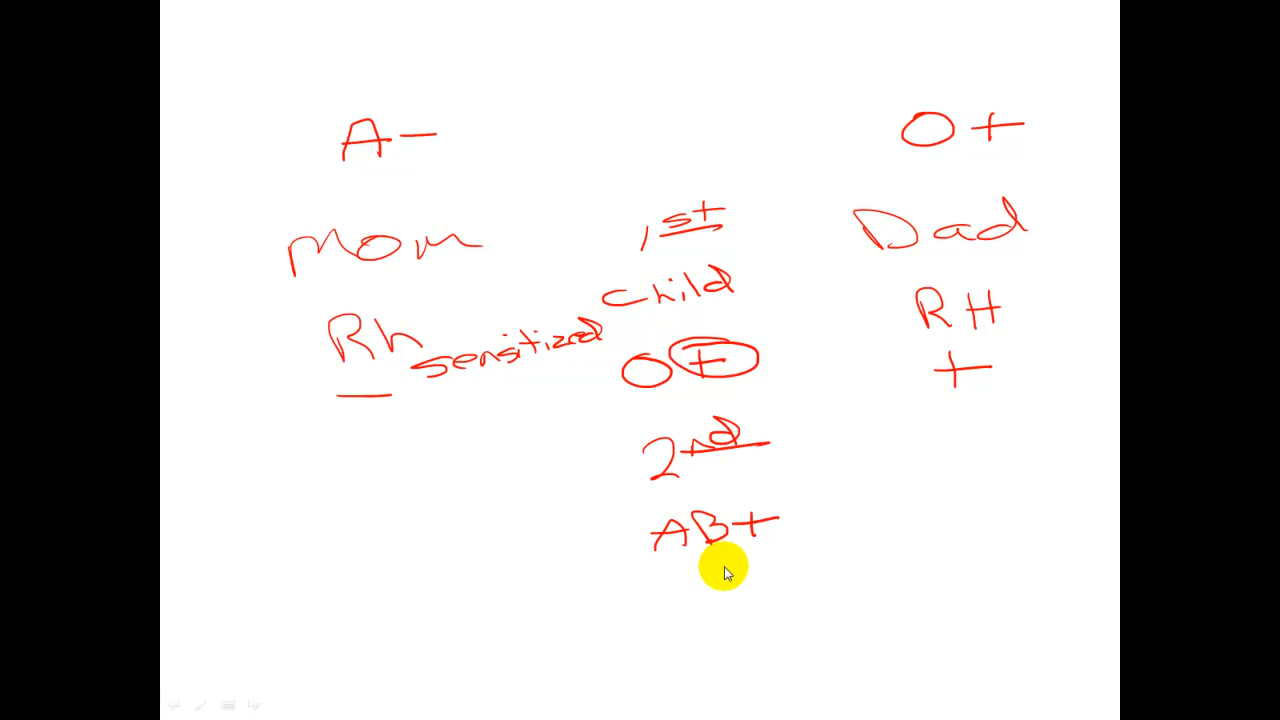 A-
O+
Mom
1st
Dad
Child
RH
Rh
sensitized
O+
+
-
2nd
AB+